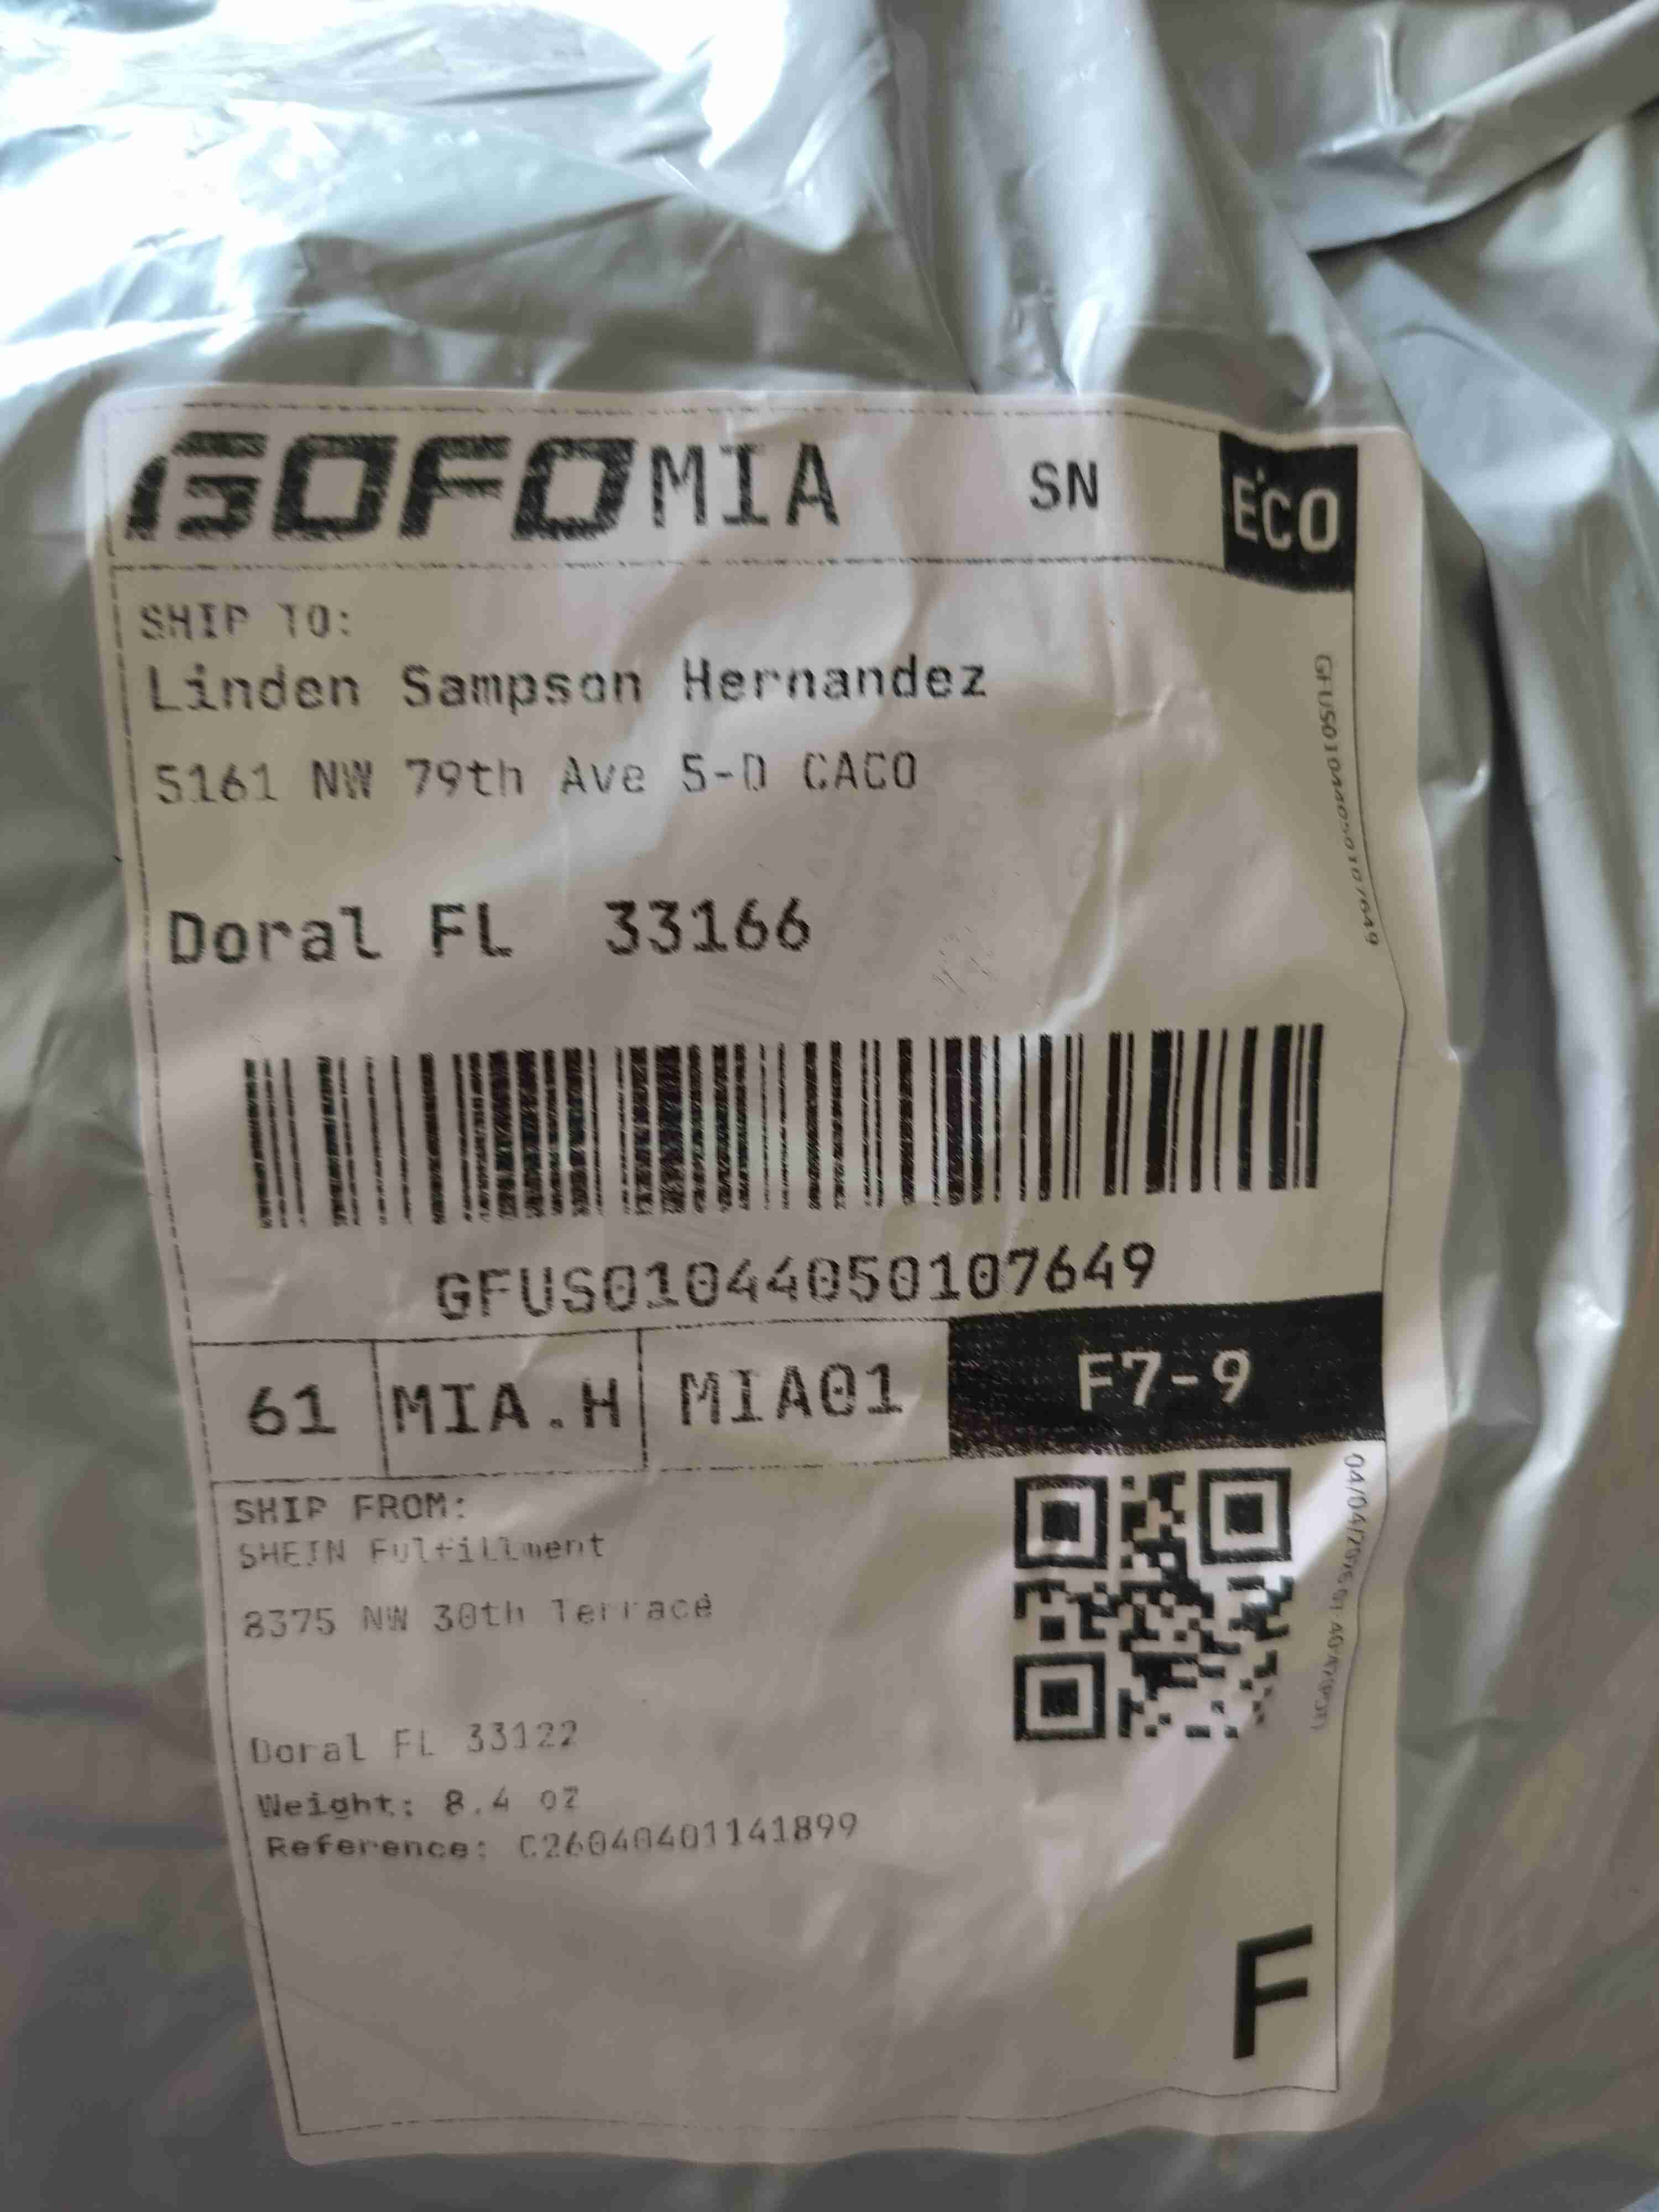 GOFO MIA SN ECO
SHIP TO:
Linden Sampson Hernandez
5161 NW 79th Ave 5-D CACO
Doral FL 33166
GFUS01044050107649
GFUS01044050107649
61 MIA.H MIA01 F7-9
SHIP FROM:
SHEIN Fulfillment
8375 NW 30th Terrace
Doral FL 33122
Weight: 8.4 oz
Reference: C26040401141899
F